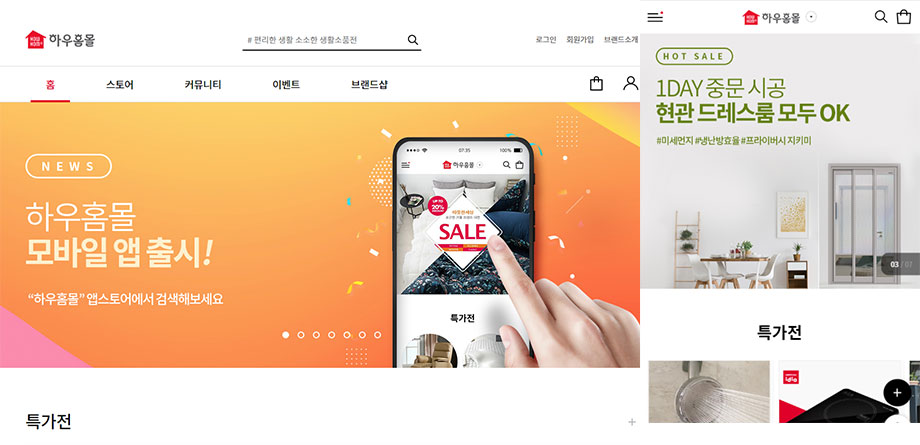 HOW HOME 하우홈몰
# 편리한 생활 소소한 생활소품전
로그인 회원가입 브랜드소개
홈 스토어 커뮤니티 이벤트 브랜드샵
NEWS
하우홈몰
모바일 앱 출시!
“하우홈몰” 앱스토어에서 검색해보세요
07:35 100%
하우홈몰
UP TO
20%
SALE
특가전
특가전
하우홈몰
HOT SALE
1DAY 중문 시공
현관 드레스룸 모두 OK
#미세먼지 #냉난방효율 #프라이버시 지키미
03 / 07
특가전